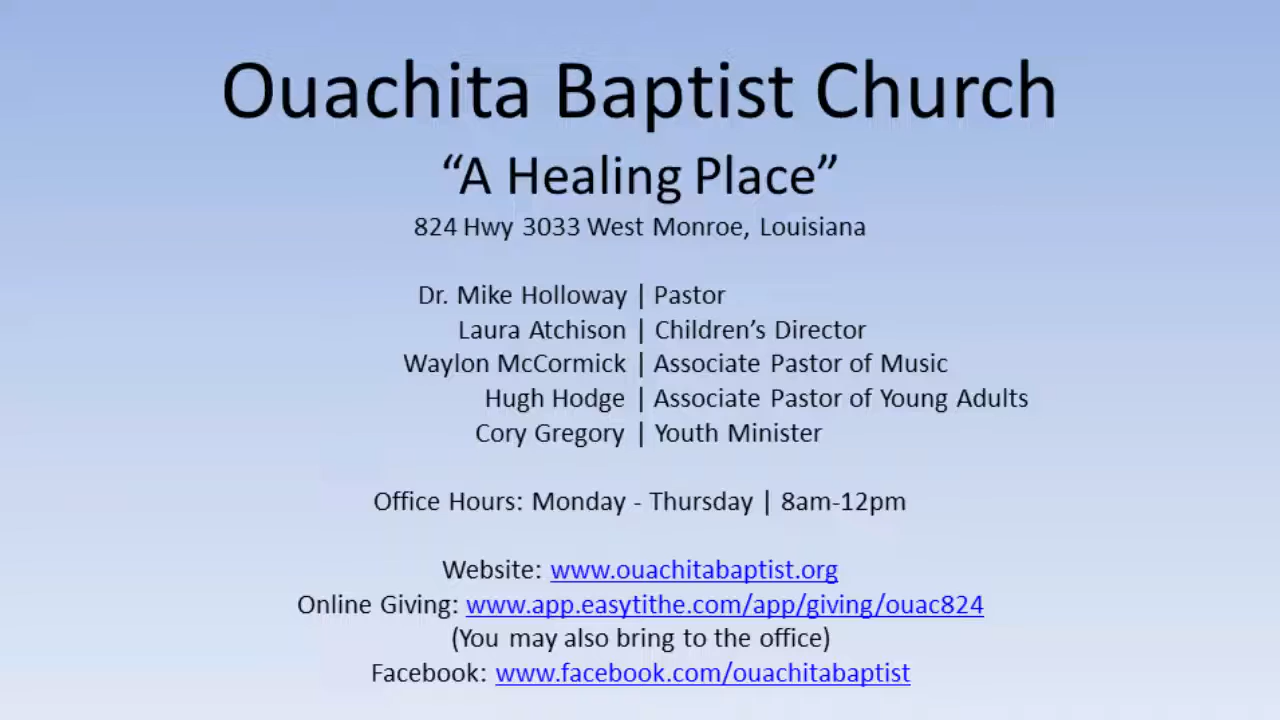 Ouachita Baptist Church
“A Healing Place”
824 Hwy 3033 West Monroe, Louisiana
Dr. Mike Holloway | Pastor
Laura Atchison | Children’s Director
Waylon McCormick | Associate Pastor of Music
Hugh Hodge | Associate Pastor of Young Adults
Cory Gregory | Youth Minister
Office Hours: Monday - Thursday | 8am-12pm
Website: www.ouachitabaptist.org
Online Giving: www.app.easytithe.com/app/giving/ouac824
(You may also bring to the office)
Facebook: www.facebook.com/ouachitabaptist